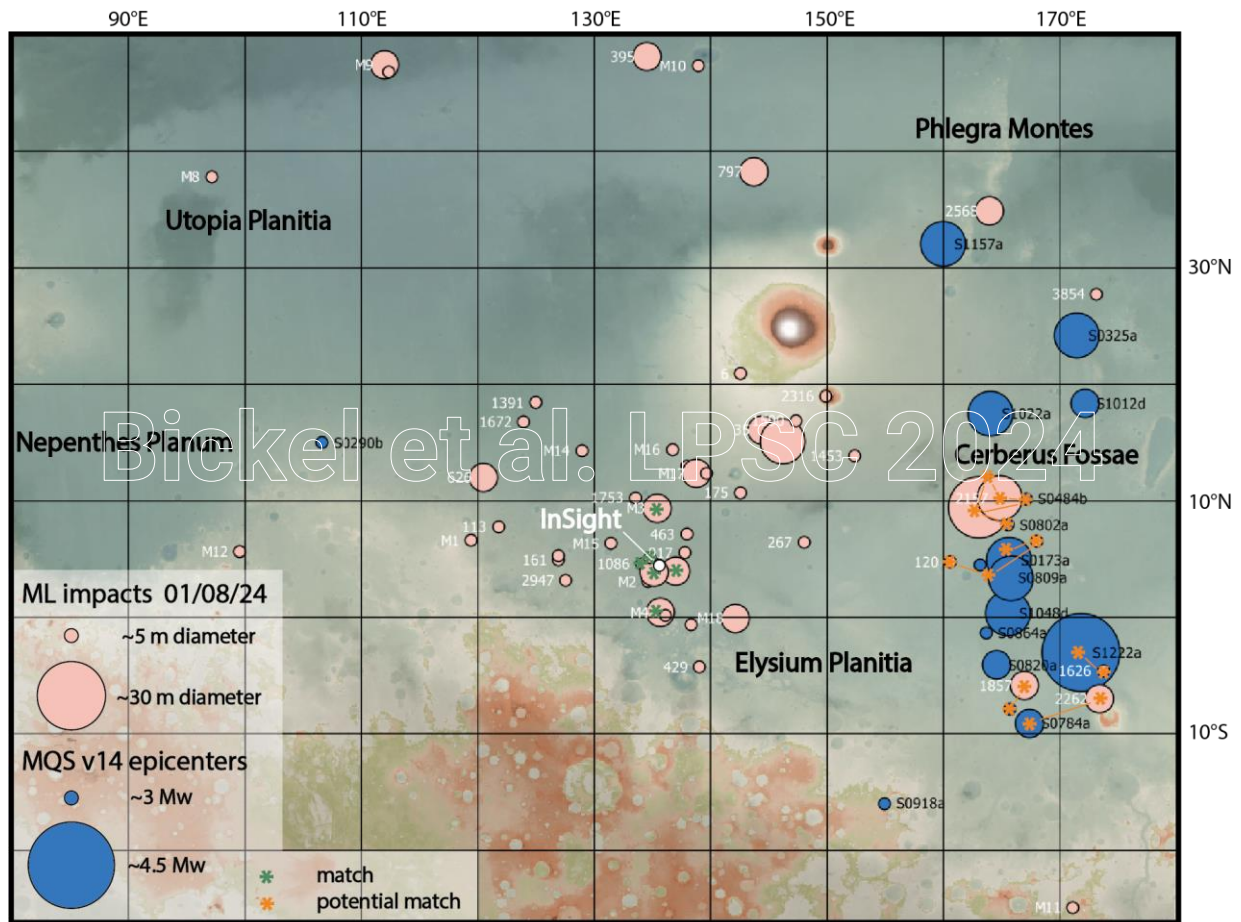 90°E 110°E 130°E 150°E 170°E
M9
395
M10
Phlegra Montes
M8
797
Utopia Planitia
2568
S1157a
30°N
3854
S0325a
6
2316
1391
S1012d
1672
S1022a
Nepenthes Planum
S0290b
Bickel et al. LPSC 2024
M14
M16
1453
Cerberus Fossae
626
M17
175
2157
S0484b
10°N
1753
M3
InSight
S0802a
113
463
M1
M15
267
M12
161
1086
S0173a
120
2947
M2
S0809a
ML impacts 01/08/24
M4
M18
S1048d
~5 m diameter
S0864a
429
Elysium Planitia
S0820a
S1222a
1626
~30 m diameter
1857
2262
S0784a
10°S
MQS v14 epicenters
~3 Mw
S0918a
~4.5 Mw
match
potential match
M11